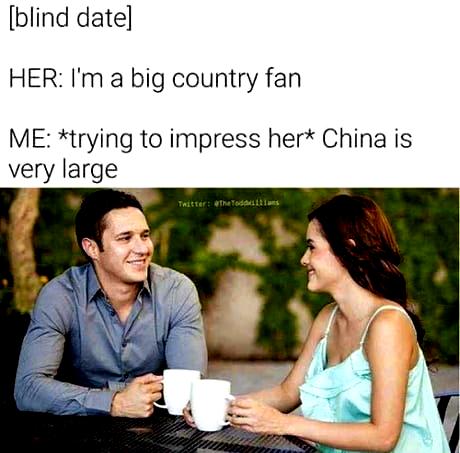 [blind date]
HER: I'm a big country fan
ME: *trying to impress her* China is
very large
Twitter: @TheToddWilliams